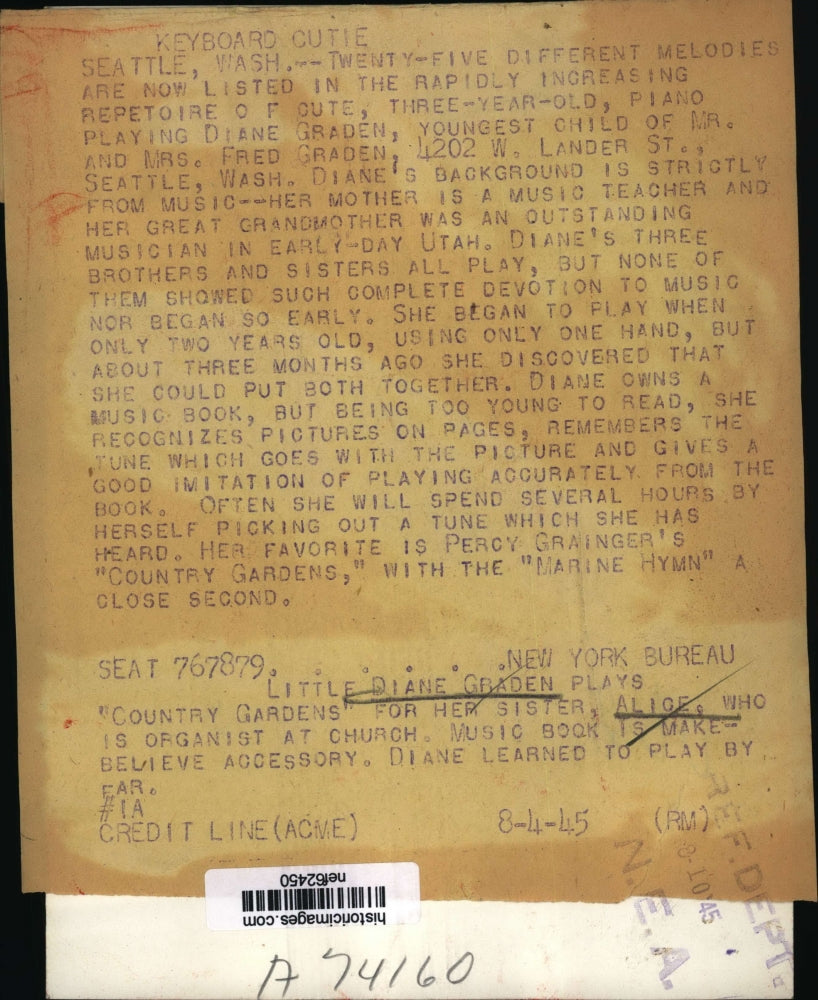 KEYBOARD CUTIE
SEATTLE, WASH.--TWENTY-FIVE DIFFERENT MELODIES
ARE NOW LISTED IN THE RAPIDLY INCREASING
REPETOIRE O F CUTE, THREE-YEAR-OLD, PIANO
PLAYING DIANE GRADEN, YOUNGEST CHILD OF MR.
AND MRS. FRED GRADEN, 4202 W. LANDER ST.,
SEATTLE, WASH. DIANE'S BACKGROUND IS STRICTLY
FROM MUSIC--HER MOTHER IS A MUSIC TEACHER AND
HER GREAT GRANDMOTHER WAS AN OUTSTANDING
MUSICIAN IN EARLY-DAY UTAH. DIANE'S THREE
BROTHERS AND SISTERS ALL PLAY, BUT NONE OF
THEM SHOWED SUCH COMPLETE DEVOTION TO MUSIC
NOR BEGAN SO EARLY. SHE BEGAN TO PLAY WHEN
ONLY TWO YEARS OLD, USING ONLY ONE HAND, BUT
ABOUT THREE MONTHS AGO SHE DISCOVERED THAT
SHE COULD PUT BOTH TOGETHER. DIANE OWNS A
MUSIC BOOK, BUT BEING TOO YOUNG TO READ, SHE
RECOGNIZES PICTURES ON PAGES, REMEMBERS THE
TUNE WHICH GOES WITH THE PICTURE AND GIVES A
GOOD IMITATION OF PLAYING ACCURATELY FROM THE
BOOK. OFTEN SHE WILL SPEND SEVERAL HOURS BY
HERSELF PICKING OUT A TUNE WHICH SHE HAS
HEARD. HER FAVORITE IS PERCY GRAINGER'S
"COUNTRY GARDENS," WITH THE "MARINE HYMN" A
CLOSE SECOND.
SEAT 767879. . . . . .NEW YORK BUREAU
LITTLE DIANE GRADEN PLAYS
"COUNTRY GARDENS" FOR HER SISTER, ALICE, WHO
IS ORGANIST AT CHURCH. MUSIC BOOK IS MAKE-
BELIEVE ACCESSORY. DIANE LEARNED TO PLAY BY
EAR.
#1A
CREDIT LINE(ACME) 8-4-45 (RM)
REF. DEPT.
8-10 45
N.E.A.
nef62450
historicimages.com
A 74160